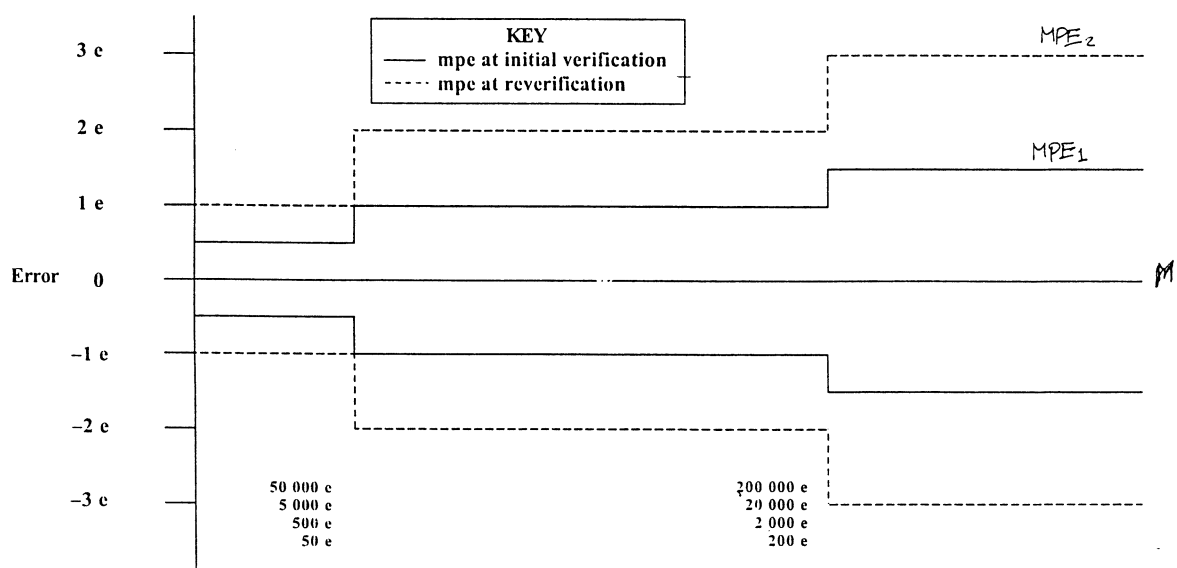 KEY
mpe at initial verification
mpe at reverification
MPE₂
MPE₁
3 e
2 e
1 e
Error 0
M
−1 e
−2 e
−3 e
50 000 e
5 000 e
500 e
50 e
200 000 e
20 000 e
2 000 e
200 e